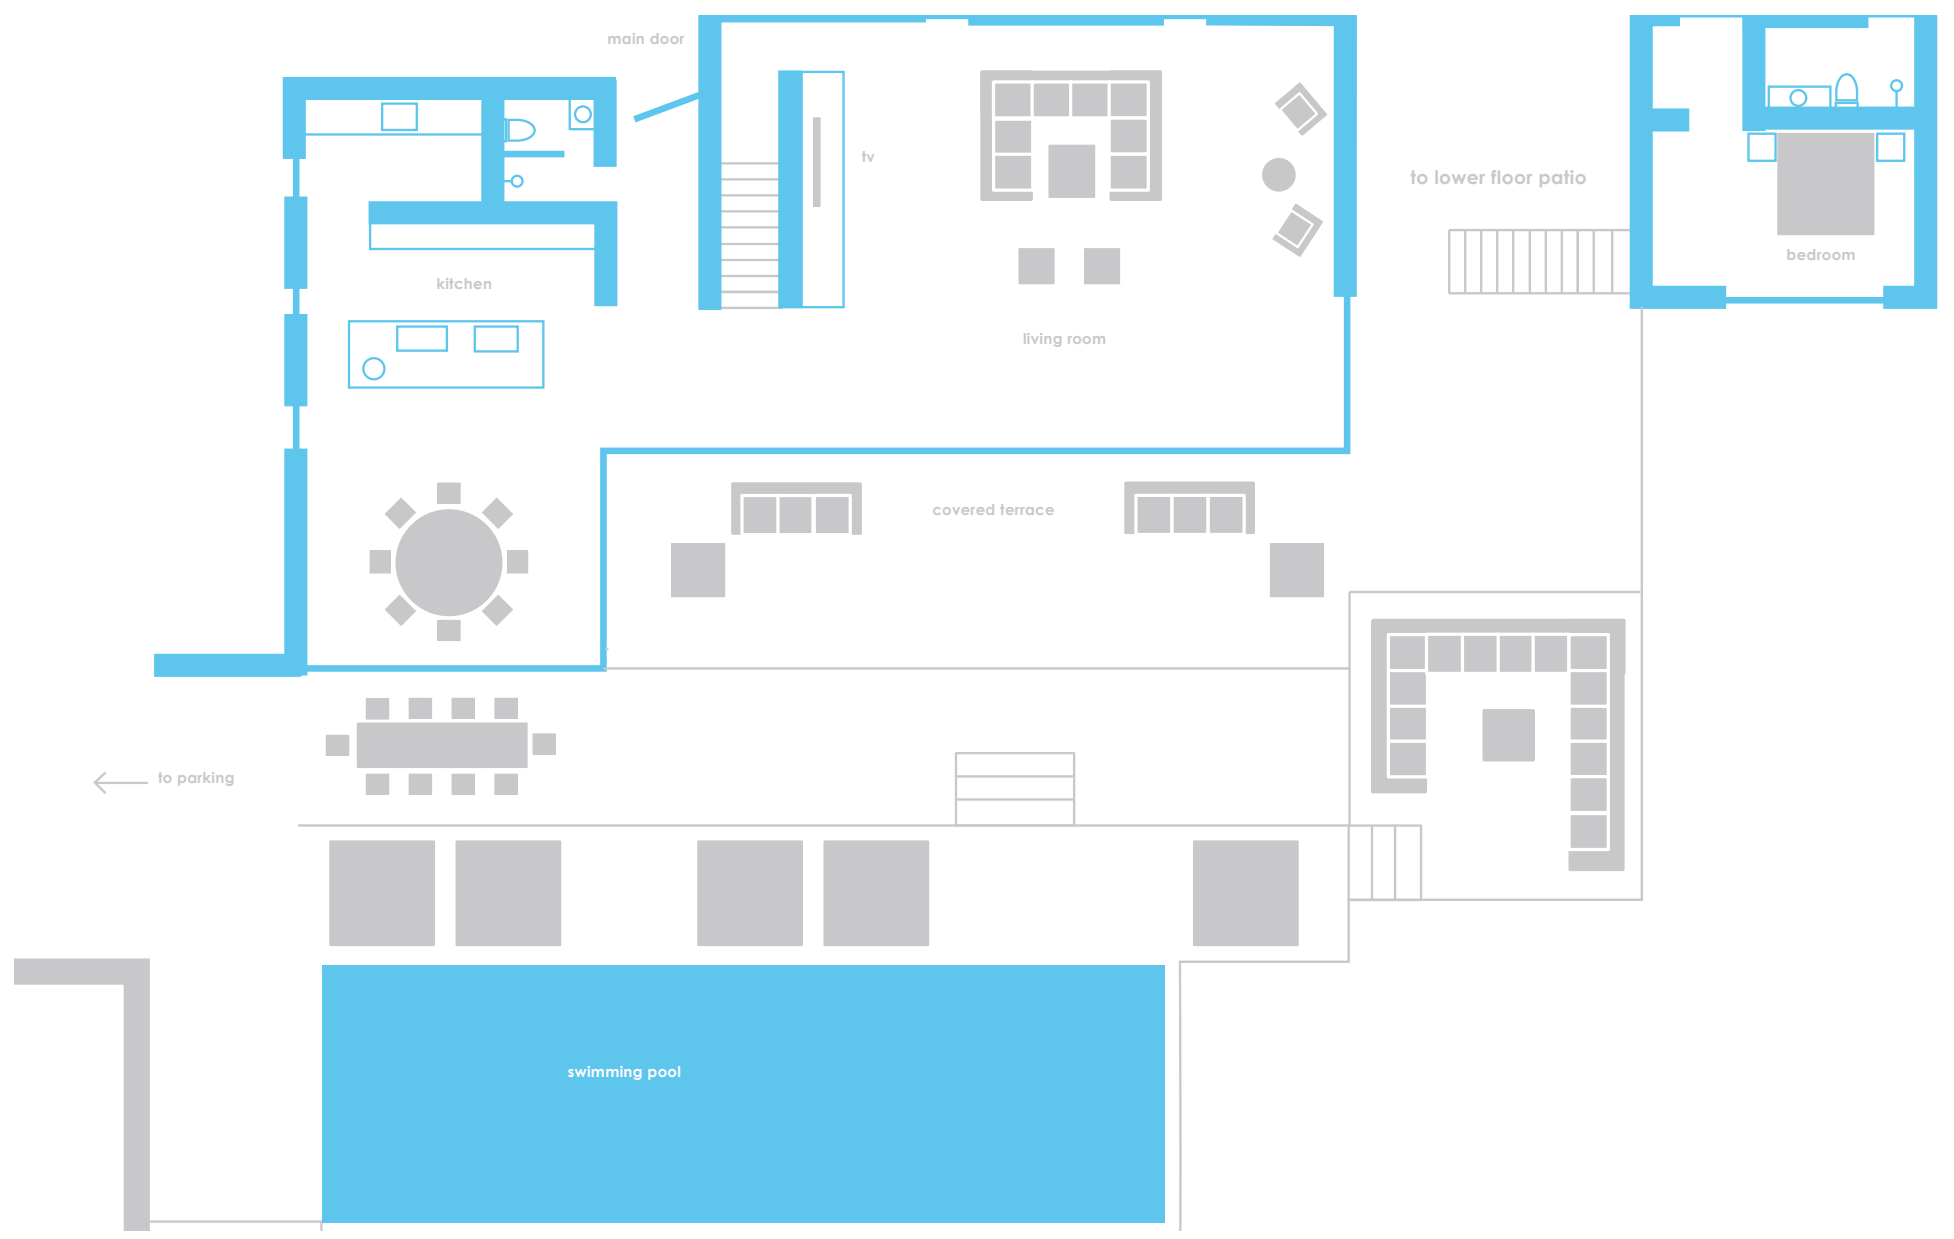 main door
tv
to lower floor patio
bedroom
kitchen
living room
covered terrace
to parking
swimming pool